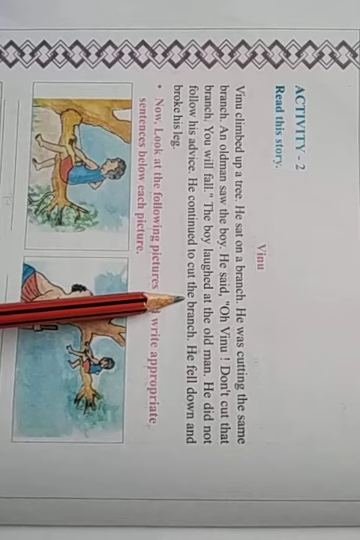 ACTIVITY - 2
Read this story.
Vinu
Vinu climbed up a tree. He sat on a branch. He was cutting the same
branch. An oldman saw the boy. He said, "Oh Vinu ! Don't cut that
branch. You will fall." The boy laughed at the old man. He did not
follow his advice. He continued to cut the branch. He fell down and
broke his leg.
• Now, Look at the following pictures write appropriate
sentences below each picture.